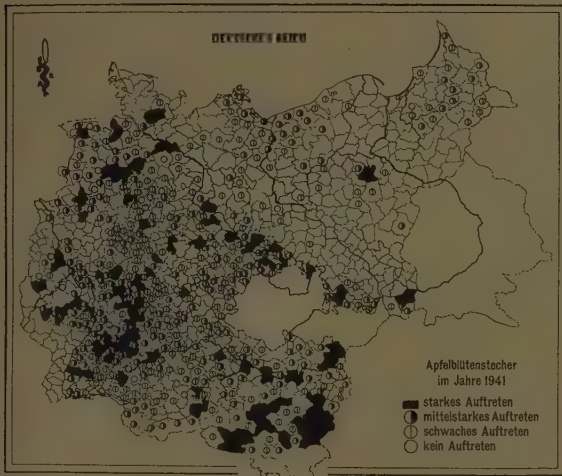 DEUTSCHES REICH
Apfelblütenstecher
im Jahre 1941
starkes Auftreten
mittelstarkes Auftreten
schwaches Auftreten
kein Auftreten